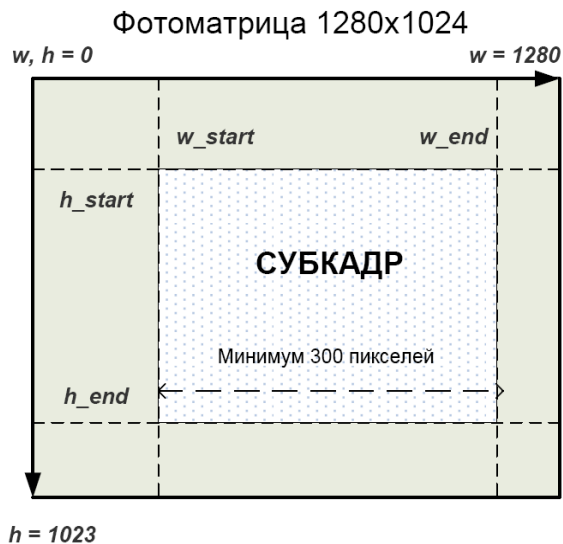 Фотоматрица 1280x1024
w, h = 0
w = 1280
w_start
w_end
h_start
СУБКАДР
Минимум 300 пикселей
h_end
h = 1023